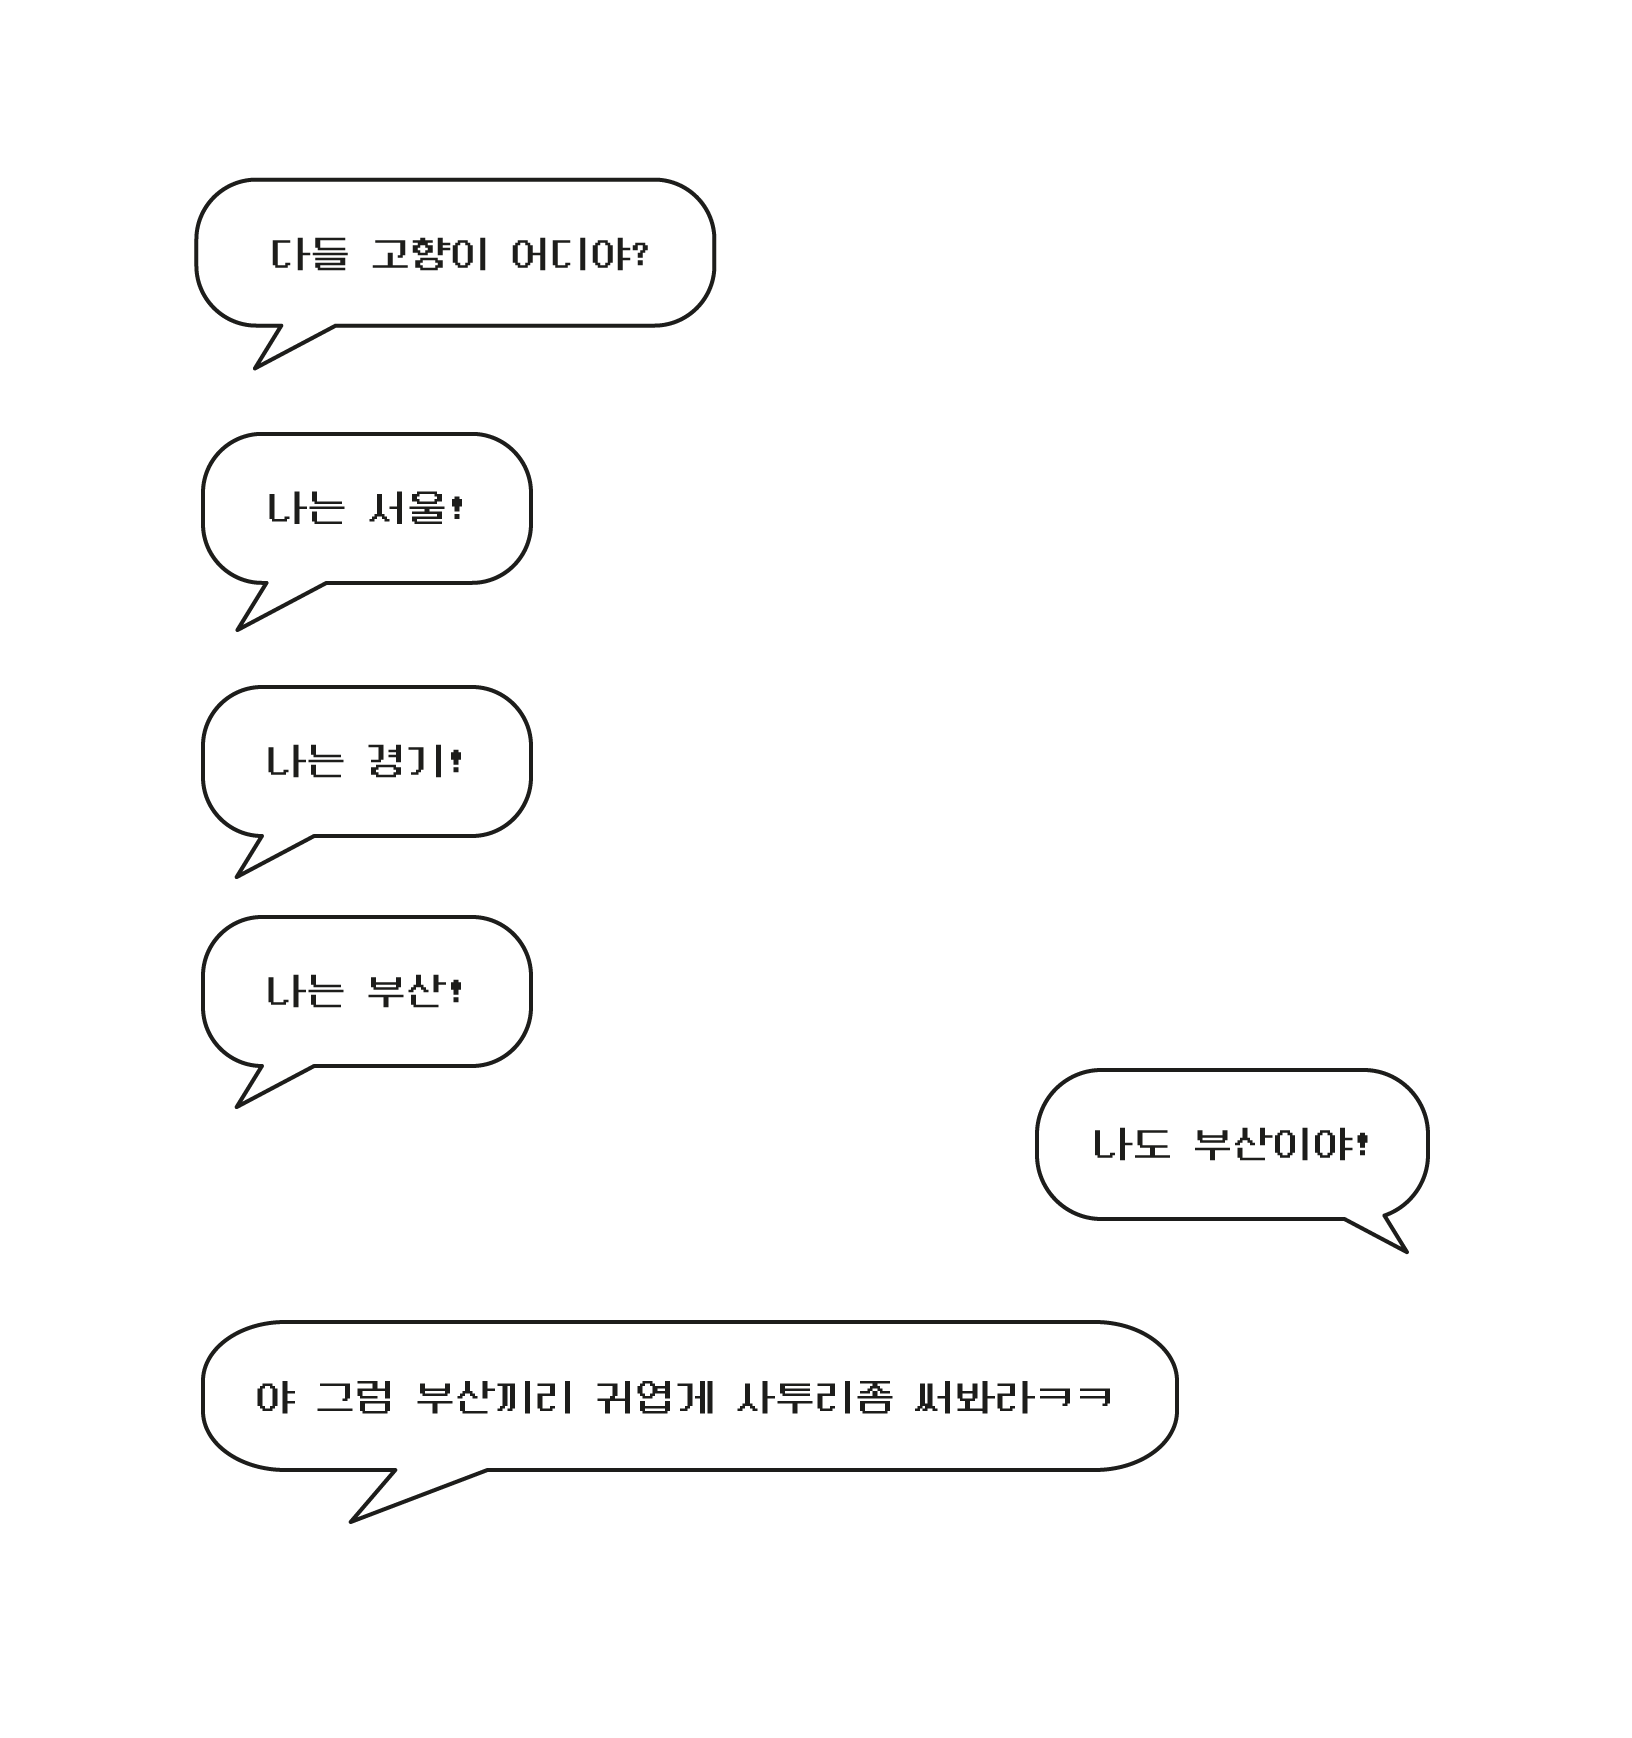 다들 고향이 어디야?
나는 서울!
나는 경기!
나는 부산!
나도 부산이야!
야 그럼 부산끼리 귀엽게 사투리좀 써봐라ㅋㅋ